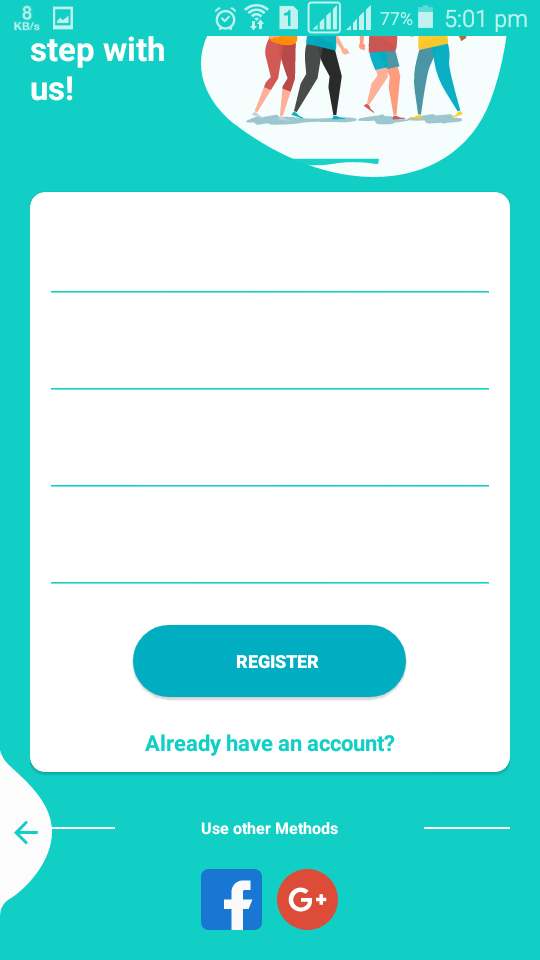 8
KB/s
1
77%
5:01 pm
step with
us!
REGISTER
Already have an account?
Use other Methods
f
G+